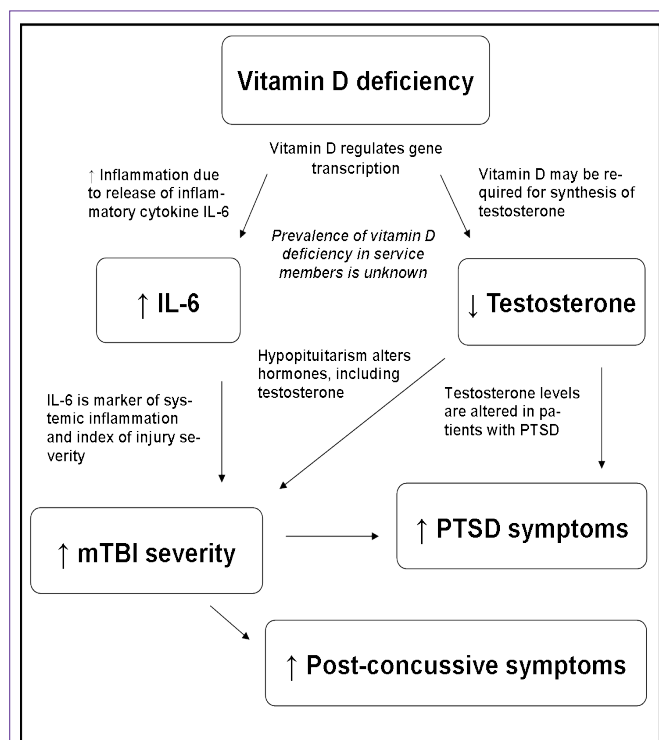 Vitamin D deficiency
Vitamin D regulates gene
transcription
↑ Inflammation due
to release of inflam-
matory cytokine IL-6
Vitamin D may be re-
quired for synthesis of
testosterone
Prevalence of vitamin D
deficiency in service
members is unknown
↑ IL-6
↓ Testosterone
Hypopituitarism alters
hormones, including
testosterone
IL-6 is marker of sys-
temic inflammation
and index of injury se-
verity
Testosterone levels
are altered in pa-
tients with PTSD
↑ mTBI severity
↑ PTSD symptoms
↑ Post-concussive symptoms